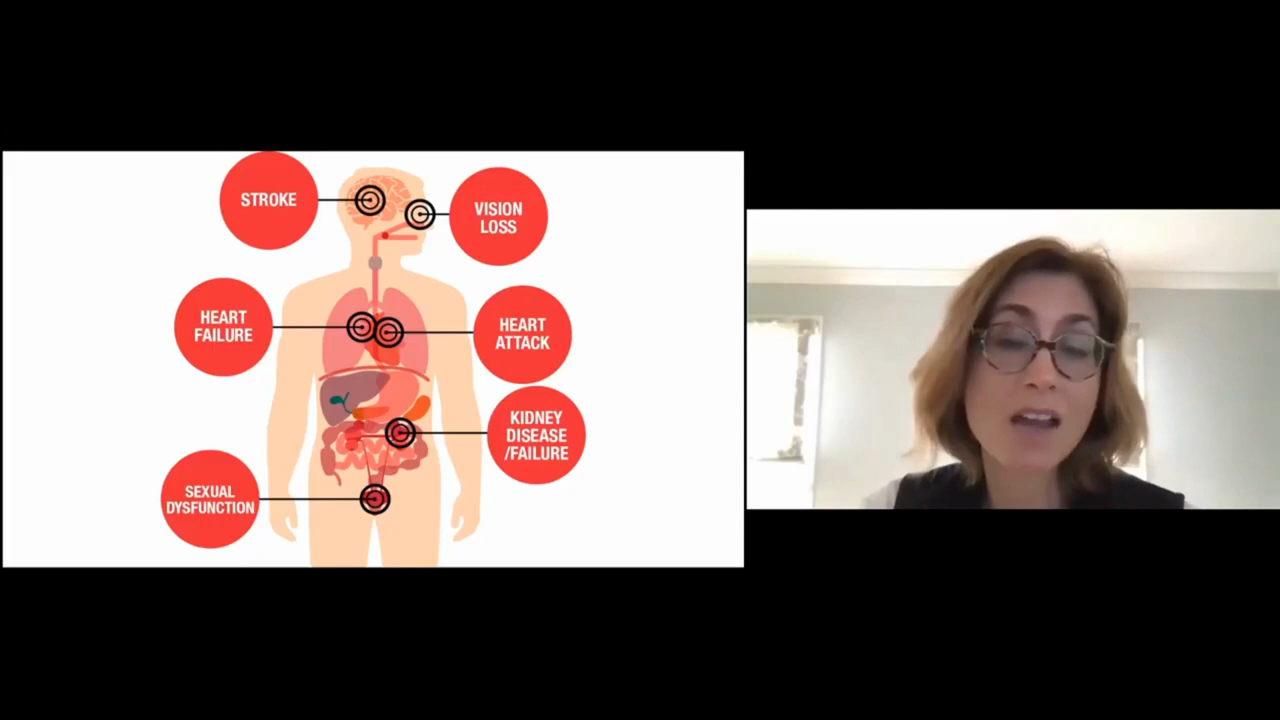 STROKE
VISION
LOSS
HEART
FAILURE
HEART
ATTACK
KIDNEY
DISEASE
/FAILURE
SEXUAL
DYSFUNCTION